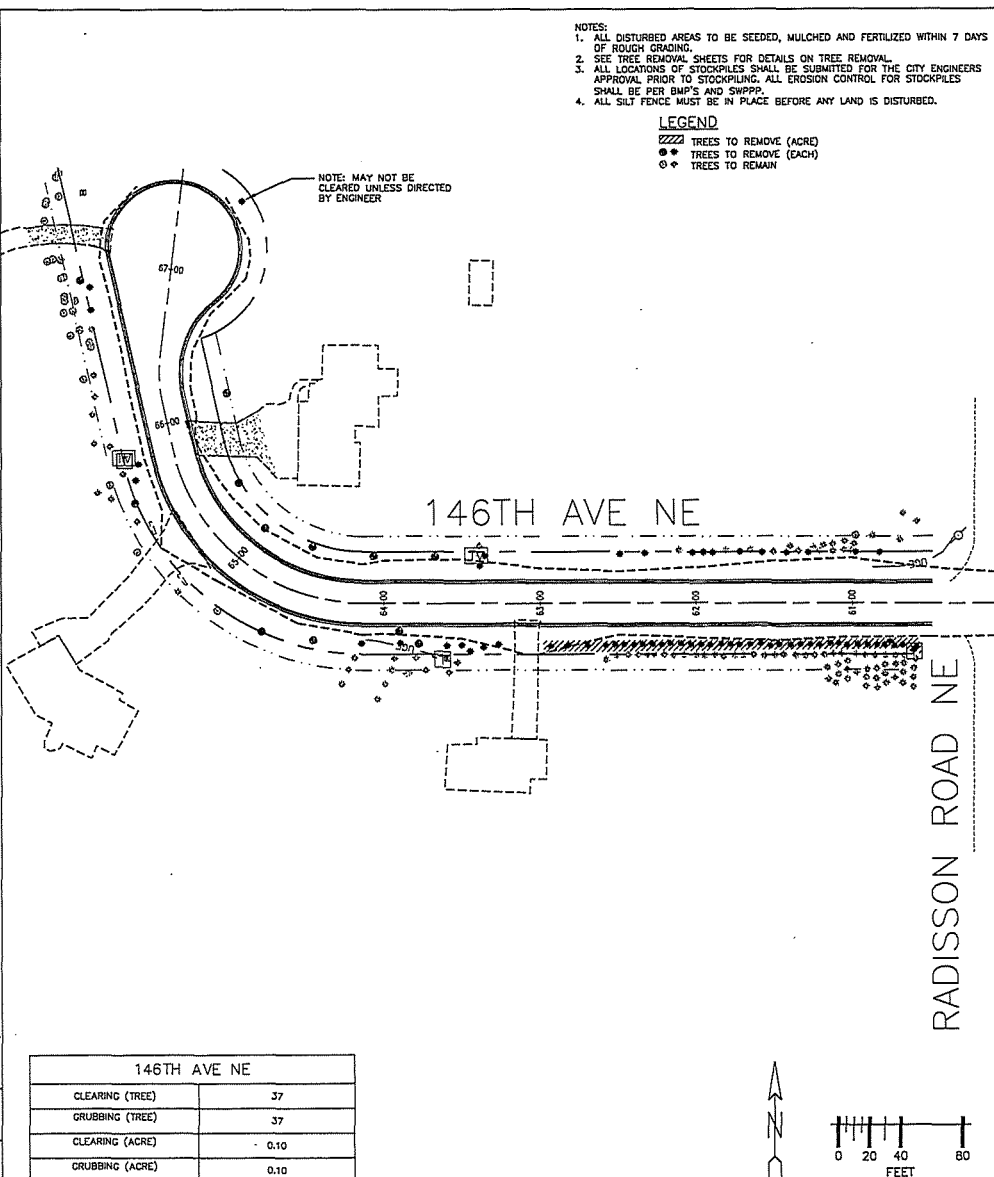 NOTES:
1. ALL DISTURBED AREAS TO BE SEEDED, MULCHED AND FERTILIZED WITHIN 7 DAYS
OF ROUGH GRADING.
2. SEE TREE REMOVAL SHEETS FOR DETAILS ON TREE REMOVAL.
3. ALL LOCATIONS OF STOCKPILES SHALL BE SUBMITTED FOR THE CITY ENGINEERS
APPROVAL PRIOR TO STOCKPILING. ALL EROSION CONTROL FOR STOCKPILES
SHALL BE PER BMP'S AND SWPPP.
4. ALL SILT FENCE MUST BE IN PLACE BEFORE ANY LAND IS DISTURBED.
LEGEND
TREES TO REMOVE (ACRE)
TREES TO REMOVE (EACH)
TREES TO REMAIN
NOTE: MAY NOT BE
CLEARED UNLESS DIRECTED
BY ENGINEER
67+00
66+00
65+00
146TH AVE NE
64+00
63+00
62+00
61+00
RADISSON ROAD NE
146TH AVE NE
CLEARING (TREE) 37
GRUBBING (TREE) 37
CLEARING (ACRE) 0.10
GRUBBING (ACRE) 0.10
N
0 20 40 80
FEET